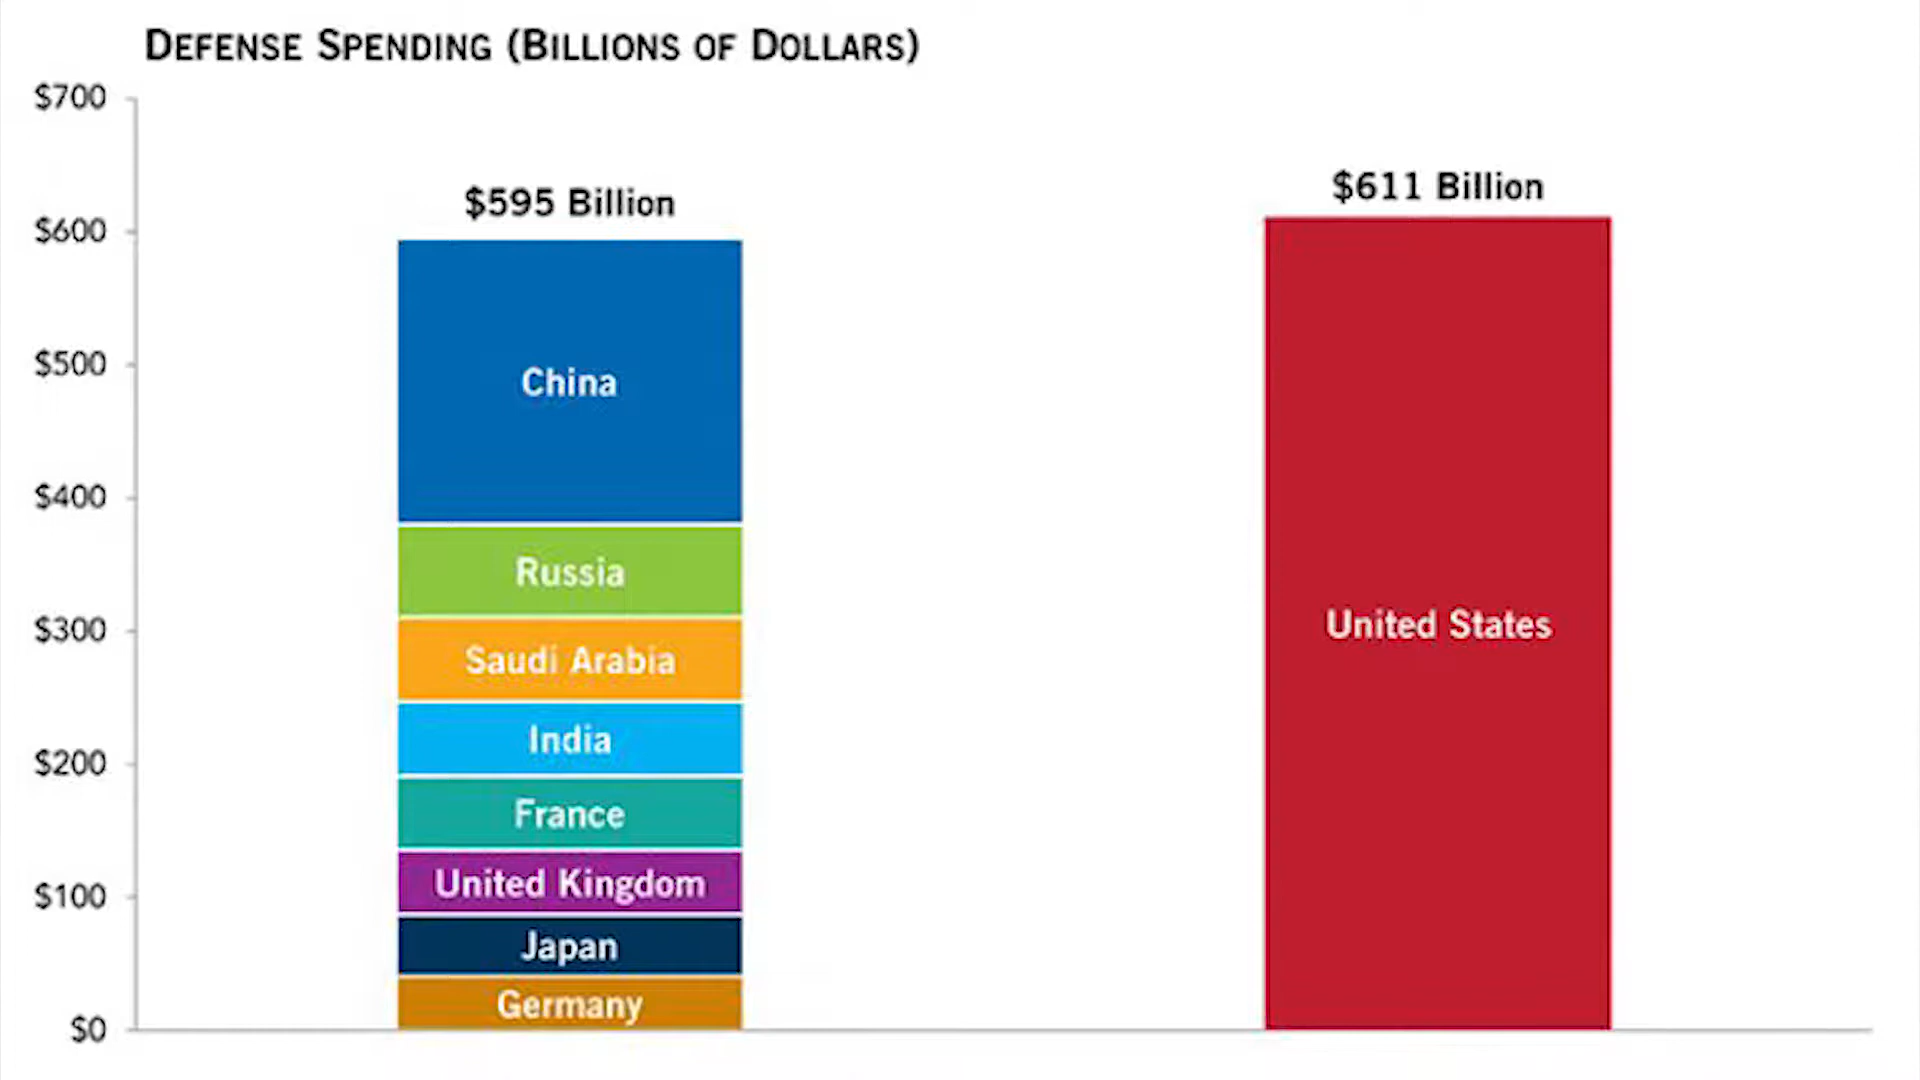 DEFENSE SPENDING (BILLIONS OF DOLLARS)
$700
$600
$500
$400
$300
$200
$100
$0
$595 Billion
China
Russia
Saudi Arabia
India
France
United Kingdom
Japan
Germany
$611 Billion
United States